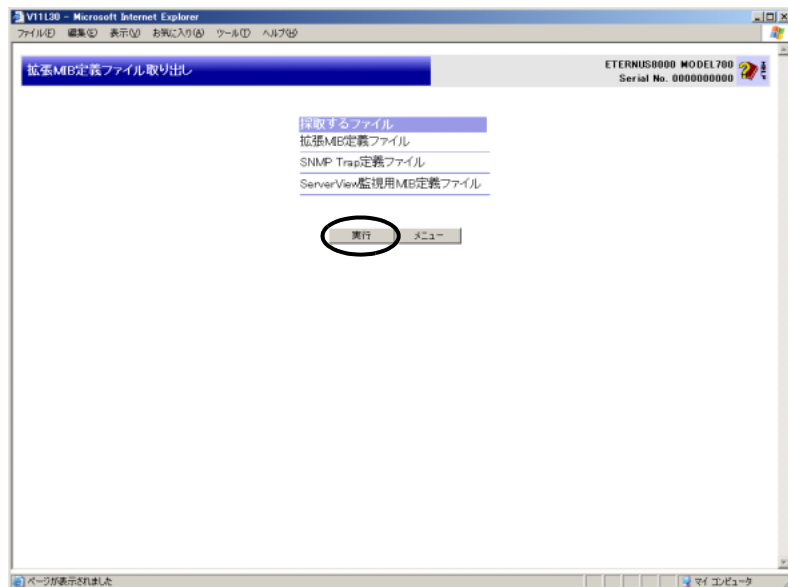 V11L30 - Microsoft Internet Explorer
ファイル(F) 編集(E) 表示(V) お気に入り(A) ツール(T) ヘルプ(H)
拡張MIB定義ファイル取り出し
ETERNUS8000 MODEL700
Serial No. 0000000000
採取するファイル
拡張MIB定義ファイル
SNMP Trap定義ファイル
ServerView監視用MIB定義ファイル
実行 メニュー
ページが表示されました マイ コンピュータ